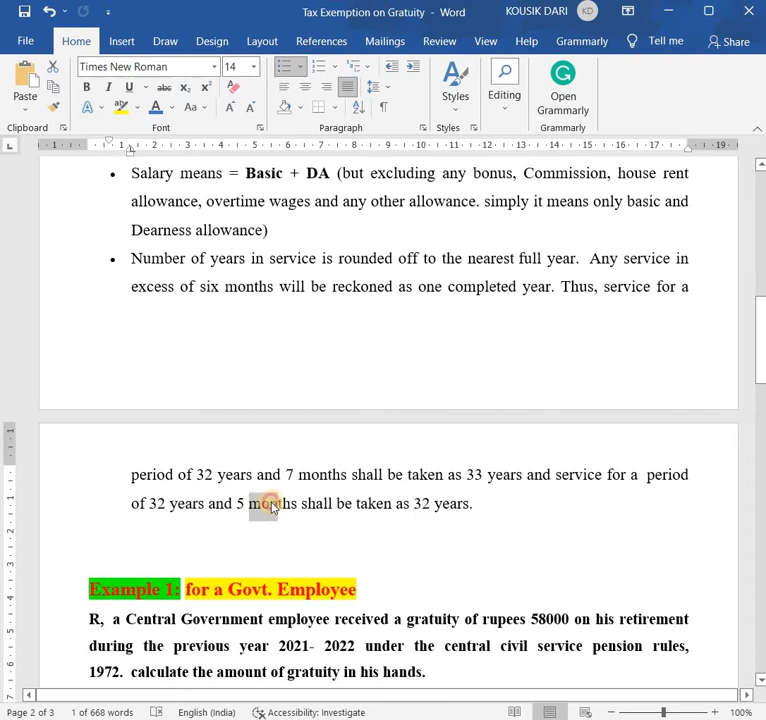 Tax Exemption on Gratuity - Word KOUSIK DARI KD
File Home Insert Draw Design Layout References Mailings Review View Help Grammarly Tell me Share
Times New Roman 14
Paste Styles Editing Open Grammarly
Clipboard Font Paragraph Styles Grammarly
• Salary means = Basic + DA (but excluding any bonus, Commission, house rent
allowance, overtime wages and any other allowance. simply it means only basic and
Dearness allowance)
• Number of years in service is rounded off to the nearest full year. Any service in
excess of six months will be reckoned as one completed year. Thus, service for a
period of 32 years and 7 months shall be taken as 33 years and service for a period
of 32 years and 5 months shall be taken as 32 years.
Example 1: for a Govt. Employee
R, a Central Government employee received a gratuity of rupees 58000 on his retirement
during the previous year 2021- 2022 under the central civil service pension rules,
1972. calculate the amount of gratuity in his hands.
Page 2 of 3 1 of 668 words English (India) Accessibility: Investigate 100%